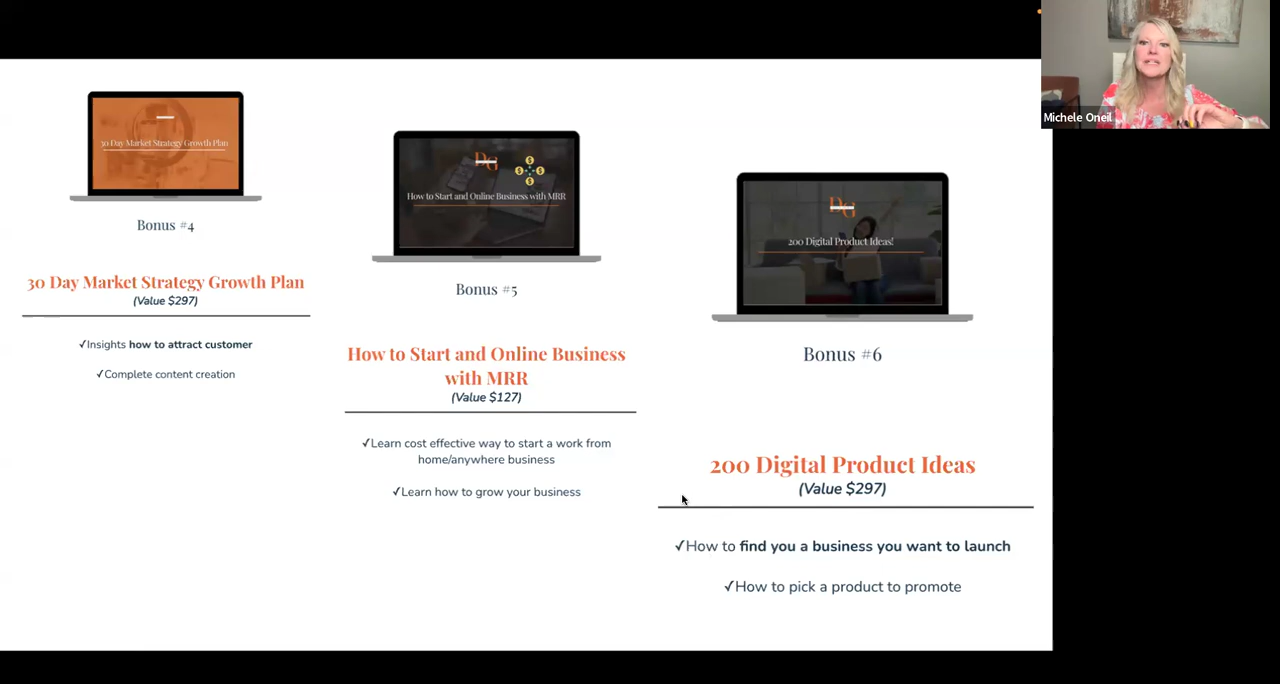 Michele Oneil
30 Day Market Strategy Growth Plan
Bonus #4
30 Day Market Strategy Growth Plan
(Value $297)
✓Insights how to attract customer
✓Complete content creation
DG
How to Start and Online Business with MRR
Bonus #5
How to Start and Online Business
with MRR
(Value $127)
✓Learn cost effective way to start a work from
home/anywhere business
✓Learn how to grow your business
DG
200 Digital Product Ideas!
Bonus #6
200 Digital Product Ideas
(Value $297)
✓How to find you a business you want to launch
✓How to pick a product to promote